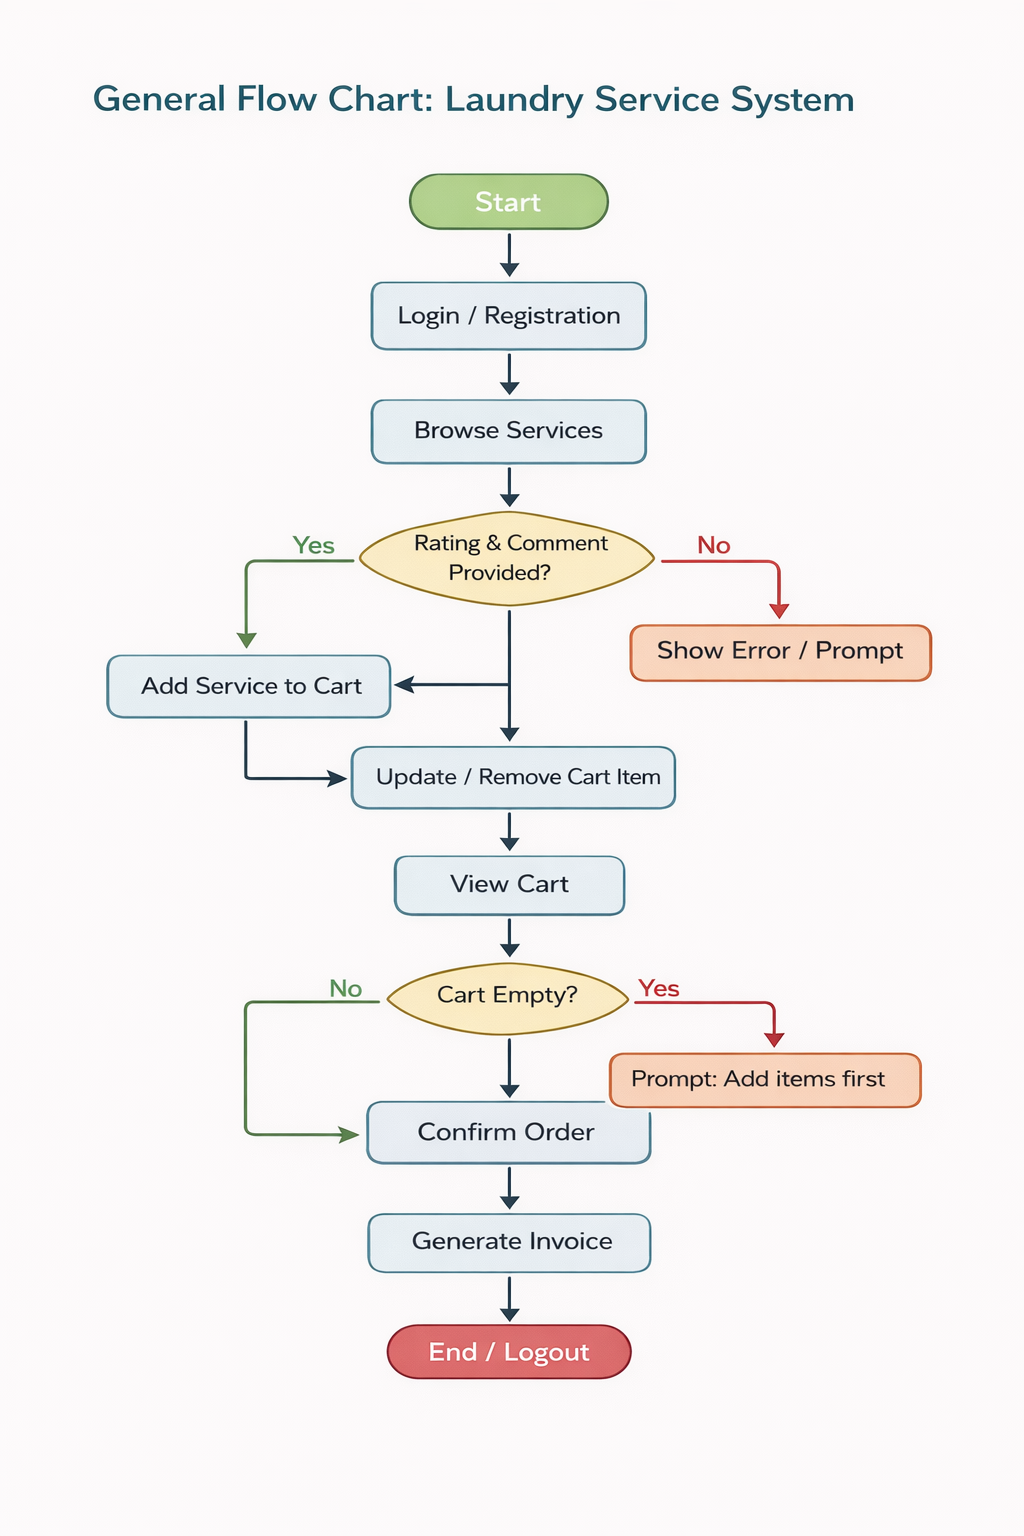 General Flow Chart: Laundry Service System
Start
Login / Registration
Browse Services
Rating & Comment
Provided?
Yes
No
Show Error / Prompt
Add Service to Cart
Update / Remove Cart Item
View Cart
Cart Empty?
No
Yes
Prompt: Add items first
Confirm Order
Generate Invoice
End / Logout